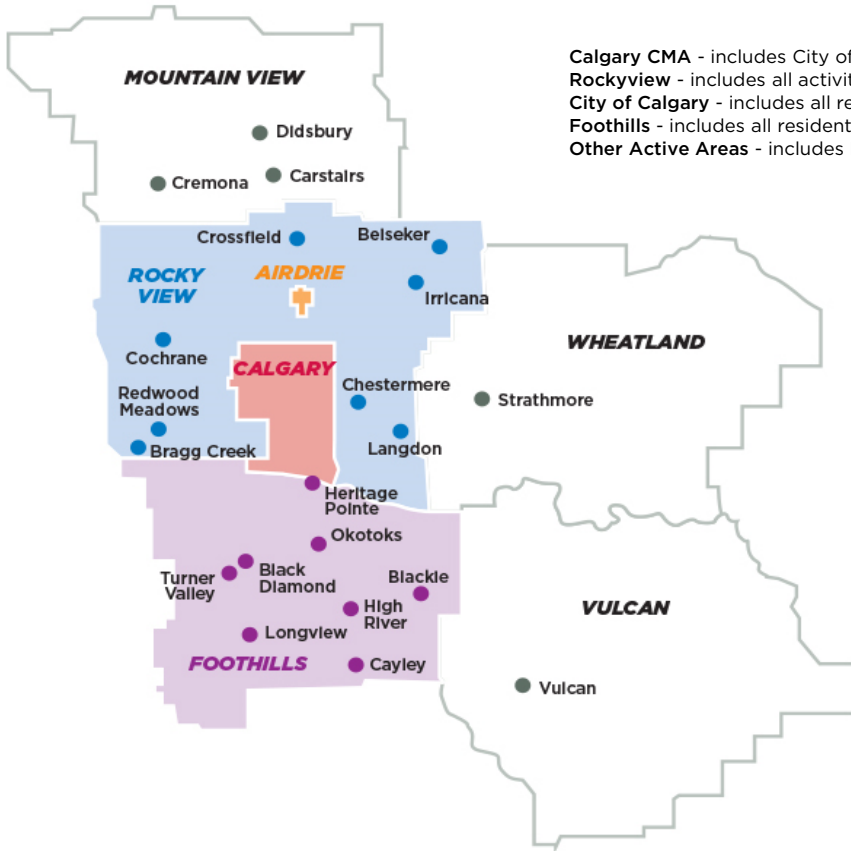 Calgary CMA - includes City of
Rockyview - includes all activit
City of Calgary - includes all re
Foothills - includes all resident
Other Active Areas - includes
MOUNTAIN VIEW
Didsbury
Cremona
Carstairs
Crossfield
Beiseker
ROCKY
VIEW
AIRDRIE
Irricana
Cochrane
WHEATLAND
CALGARY
Chestermere
Redwood
Meadows
Strathmore
Bragg Creek
Langdon
Heritage
Pointe
Okotoks
Turner
Valley
Black
Diamond
Blackie
High
River
VULCAN
Longview
FOOTHILLS
Cayley
Vulcan